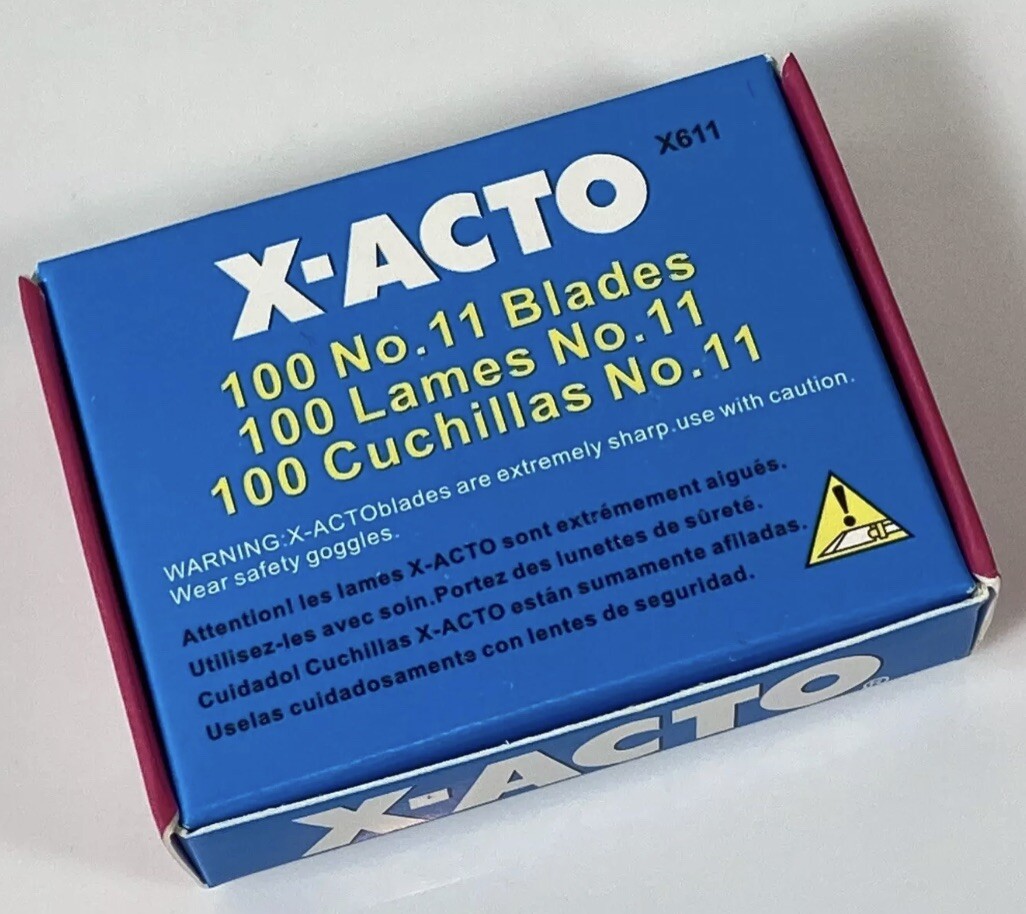 X611
X-ACTO
100 No.11 Blades
100 Lames No.11
100 Cuchillas No.11
WARNING:X-ACTOblades are extremely sharp.use with caution.
Wear safety goggles.
Attention! les lames X-ACTO sont extrémement aiguës.
Utilisez-les avec soin.Portez des lunettes de sûreté.
Cuidadol Cuchillas X-ACTO están sumamente afiladas.
Uselas cuidadosamente con lentes de seguridad.
X-ACTO®